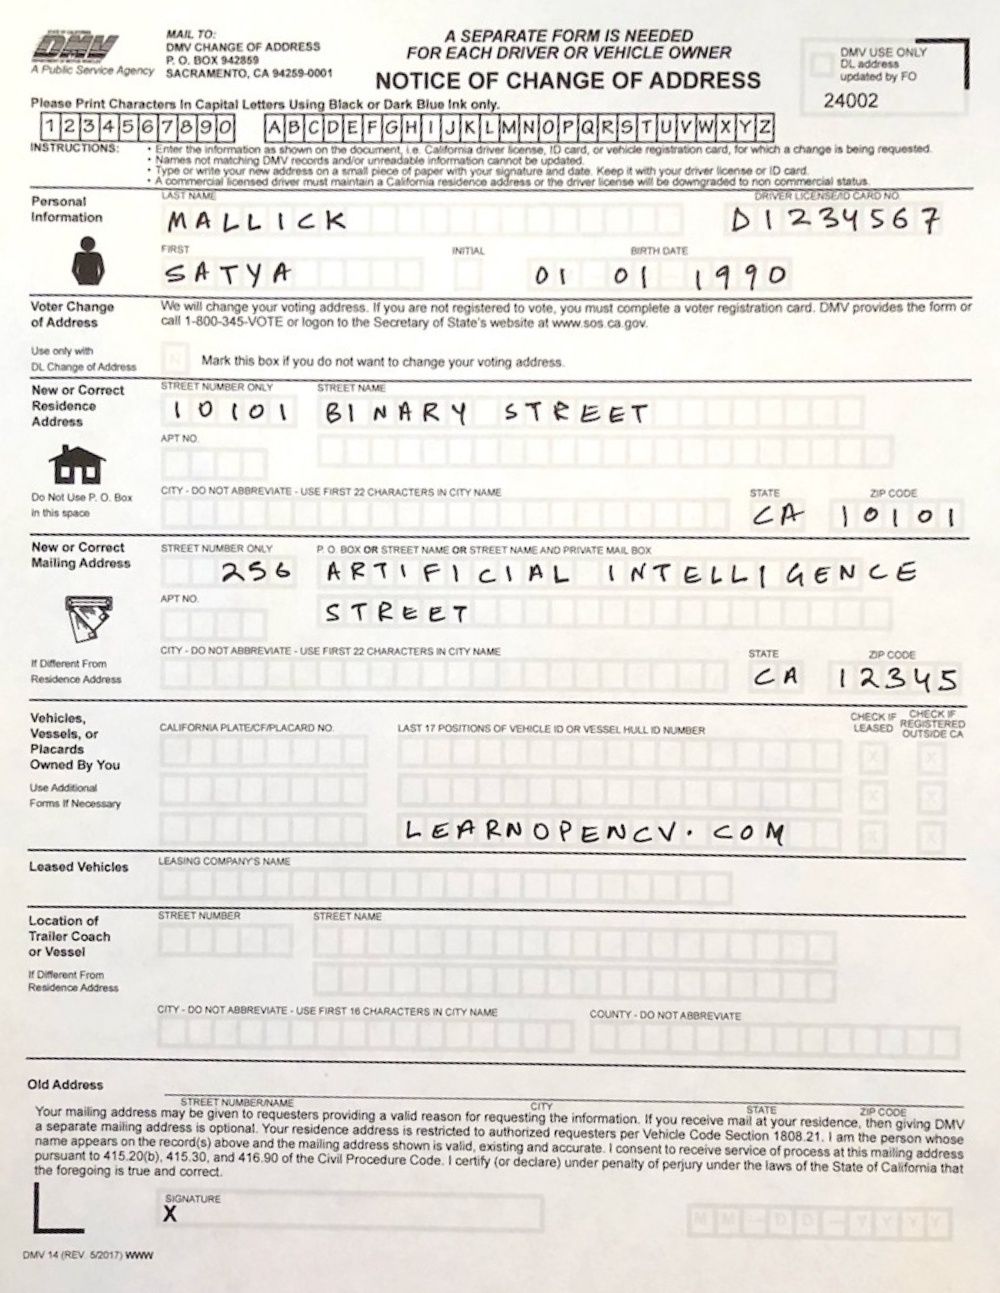 STATE OF CALIFORNIA
DMV
DEPARTMENT OF MOTOR VEHICLES
A Public Service Agency
MAIL TO:
DMV CHANGE OF ADDRESS
P. O. BOX 942859
SACRAMENTO, CA 94259-0001
A SEPARATE FORM IS NEEDED
FOR EACH DRIVER OR VEHICLE OWNER
NOTICE OF CHANGE OF ADDRESS
DMV USE ONLY
DL address
updated by FO
24002
Please Print Characters In Capital Letters Using Black or Dark Blue Ink only.
1 2 3 4 5 6 7 8 9 0 A B C D E F G H I J K L M N O P Q R S T U V W X Y Z
INSTRUCTIONS:
• Enter the information as shown on the document, i.e. California driver license, ID card, or vehicle registration card, for which a change is being requested.
• Names not matching DMV records and/or unreadable information cannot be updated.
• Type or write your new address on a small piece of paper with your signature and date. Keep it with your driver license or ID card.
• A commercial licensed driver must maintain a California residence address or the driver license will be downgraded to non commercial status.
Personal
Information
LAST NAME
DRIVER LICENSE/ID CARD NO.
MALLICK
D1234567
FIRST
INITIAL
BIRTH DATE
SATYA
01 01 1990
Voter Change
of Address
We will change your voting address. If you are not registered to vote, you must complete a voter registration card. DMV provides the form or
call 1-800-345-VOTE or logon to the Secretary of State's website at www.sos.ca.gov.
Use only with
DL Change of Address
N
Mark this box if you do not want to change your voting address.
New or Correct
Residence
Address
STREET NUMBER ONLY
STREET NAME
10101
BINARY STREET
APT NO.
Do Not Use P. O. Box
in this space
CITY - DO NOT ABBREVIATE - USE FIRST 22 CHARACTERS IN CITY NAME
STATE
ZIP CODE
CA
10101
New or Correct
Mailing Address
STREET NUMBER ONLY
P. O. BOX OR STREET NAME OR STREET NAME AND PRIVATE MAIL BOX
256
ARTIFICIAL INTELLIGENCE
APT NO.
STREET
If Different From
Residence Address
CITY - DO NOT ABBREVIATE - USE FIRST 22 CHARACTERS IN CITY NAME
STATE
ZIP CODE
CA
12345
Vehicles,
Vessels, or
Placards
Owned By You
Use Additional
Forms If Necessary
CALIFORNIA PLATE/CF/PLACARD NO.
LAST 17 POSITIONS OF VEHICLE ID OR VESSEL HULL ID NUMBER
CHECK IF
LEASED
CHECK IF
REGISTERED
OUTSIDE CA
X X
X X
LEARNOPENCV.COM
X X
Leased Vehicles
LEASING COMPANY'S NAME
Location of
Trailer Coach
or Vessel
If Different From
Residence Address
STREET NUMBER
STREET NAME
CITY - DO NOT ABBREVIATE - USE FIRST 16 CHARACTERS IN CITY NAME
COUNTY - DO NOT ABBREVIATE
Old Address
STREET NUMBER/NAME
CITY
STATE
ZIP CODE
Your mailing address may be given to requesters providing a valid reason for requesting the information. If you receive mail at your residence, then giving DMV
a separate mailing address is optional. Your residence address is restricted to authorized requesters per Vehicle Code Section 1808.21. I am the person whose
name appears on the record(s) above and the mailing address shown is valid, existing and accurate. I consent to receive service of process at this mailing address
pursuant to 415.20(b), 415.30, and 416.90 of the Civil Procedure Code. I certify (or declare) under penalty of perjury under the laws of the State of California that
the foregoing is true and correct.
SIGNATURE
X
M M - D D - Y Y Y Y
DMV 14 (REV. 5/2017) WWW